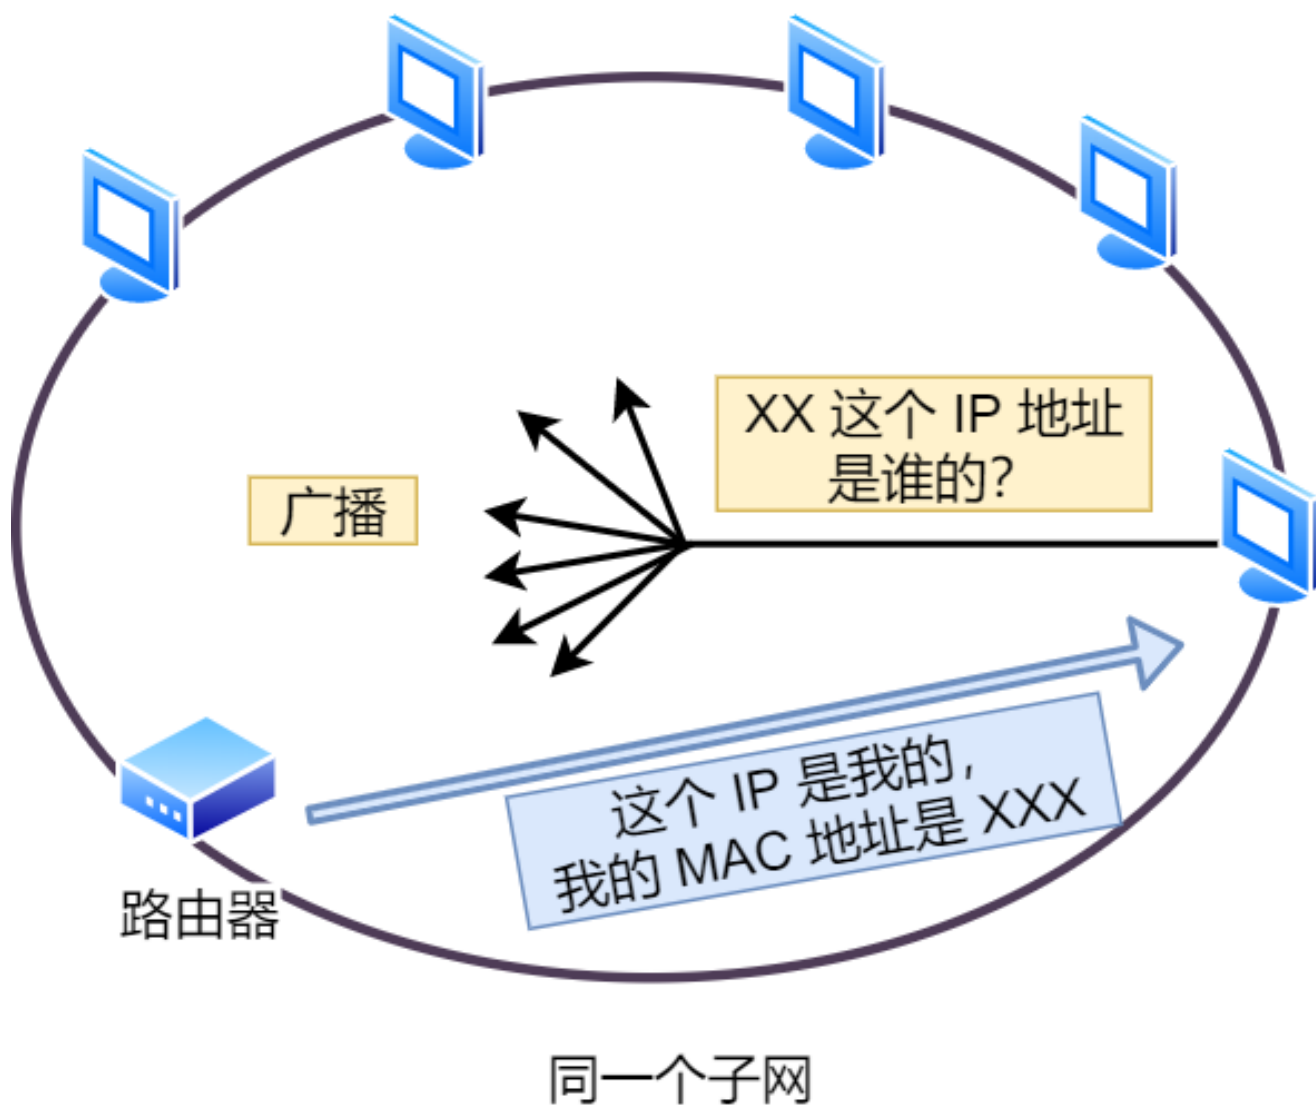 XX 这个 IP 地址
是谁的？
广播
这个 IP 是我的，
我的 MAC 地址是 XXX
路由器
同一个子网